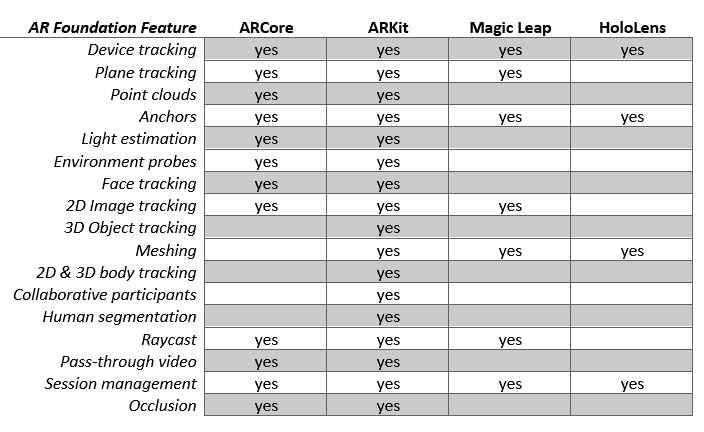 AR Foundation Feature ARCore ARKit Magic Leap HoloLens
Device tracking yes yes yes yes
Plane tracking yes yes yes
Point clouds yes yes
Anchors yes yes yes yes
Light estimation yes yes
Environment probes yes yes
Face tracking yes yes
2D Image tracking yes yes yes
3D Object tracking yes
Meshing yes yes yes
2D & 3D body tracking yes
Collaborative participants yes
Human segmentation yes
Raycast yes yes yes
Pass-through video yes yes
Session management yes yes yes yes
Occlusion yes yes